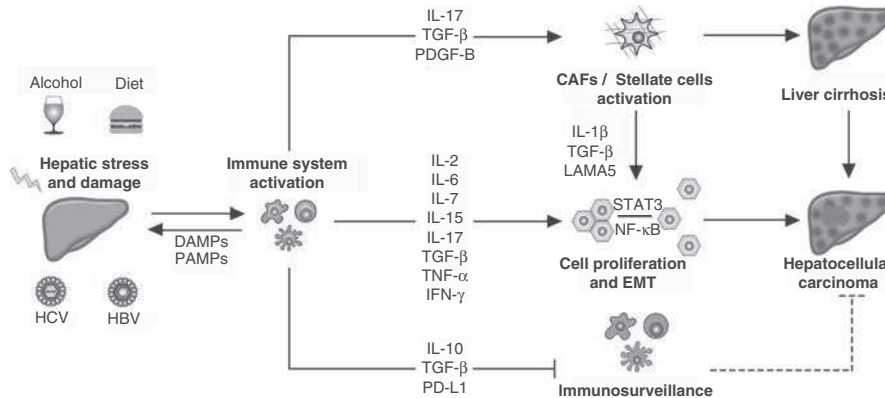 IL-17
TGF-β
PDGF-B
Alcohol
Diet
CAFs / Stellate cells
activation
Liver cirrhosis
Hepatic stress
and damage
Immune system
activation
IL-1β
TGF-β
LAMA5
IL-2
IL-6
IL-7
IL-15
IL-17
TGF-β
TNF-α
IFN-γ
STAT3
NF-κB
DAMPs
PAMPs
Cell proliferation
and EMT
Hepatocellular
carcinoma
HCV
HBV
IL-10
TGF-β
PD-L1
Immunosurveillance